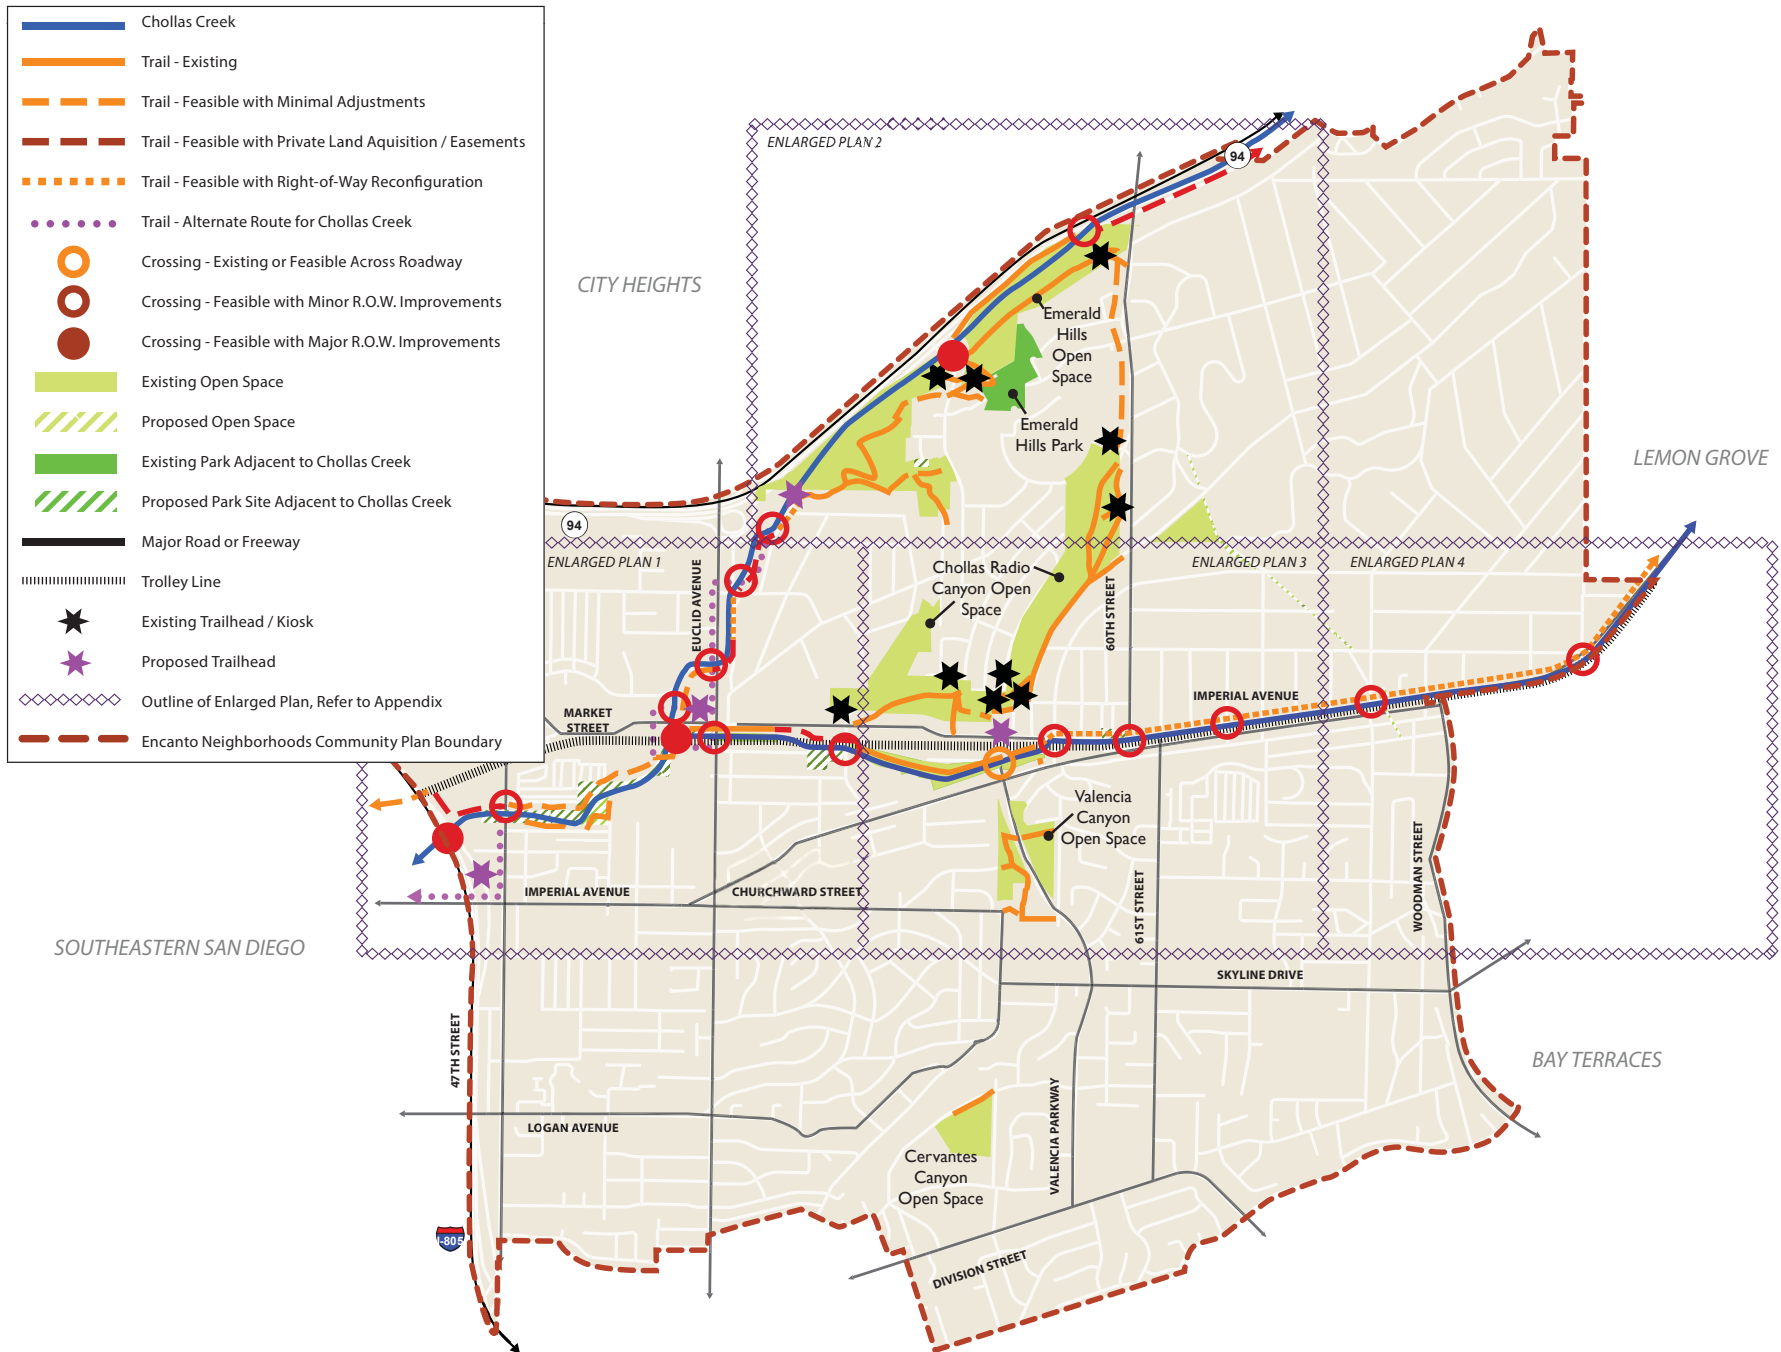 Chollas Creek
Trail - Existing
Trail - Feasible with Minimal Adjustments
Trail - Feasible with Private Land Aquisition / Easements
Trail - Feasible with Right-of-Way Reconfiguration
Trail - Alternate Route for Chollas Creek
Crossing - Existing or Feasible Across Roadway
Crossing - Feasible with Minor R.O.W. Improvements
Crossing - Feasible with Major R.O.W. Improvements
Existing Open Space
Proposed Open Space
Existing Park Adjacent to Chollas Creek
Proposed Park Site Adjacent to Chollas Creek
Major Road or Freeway
Trolley Line
Existing Trailhead / Kiosk
Proposed Trailhead
Outline of Enlarged Plan, Refer to Appendix
Encanto Neighborhoods Community Plan Boundary
ENLARGED PLAN 2
94
CITY HEIGHTS
Emerald
Hills
Open
Space
Emerald
Hills Park
LEMON GROVE
94
ENLARGED PLAN 1
ENLARGED PLAN 3
ENLARGED PLAN 4
Chollas Radio
Canyon Open
Space
EUCLID AVENUE
60TH STREET
MARKET
STREET
IMPERIAL AVENUE
Valencia
Canyon
Open Space
IMPERIAL AVENUE
CHURCHWARD STREET
61ST STREET
WOODMAN STREET
SOUTHEASTERN SAN DIEGO
SKYLINE DRIVE
47TH STREET
BAY TERRACES
LOGAN AVENUE
VALENCIA PARKWAY
Cervantes
Canyon
Open Space
I-805
DIVISION STREET